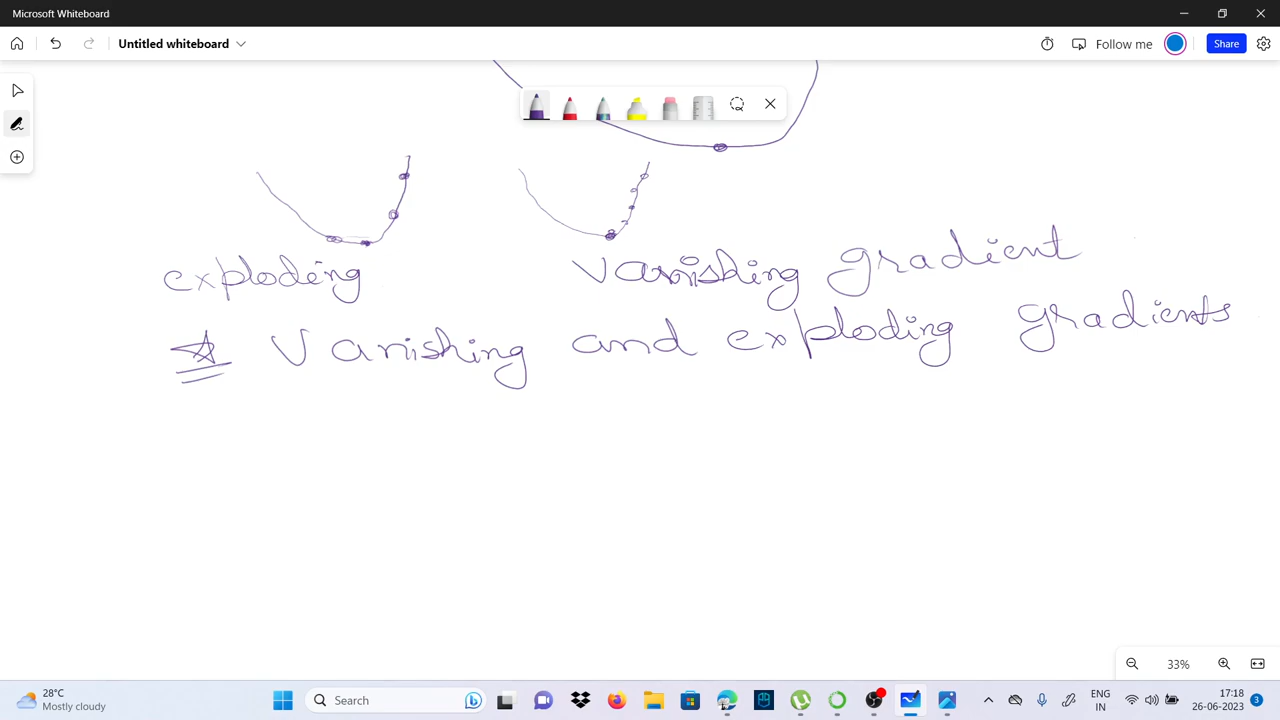 Microsoft Whiteboard
Untitled whiteboard
Follow me
Share
exploding
Vanishing gradient
Vanishing and exploding gradients
33%
28°C
Mostly cloudy
Search
ENG
IN
17:18
26-06-2023
3